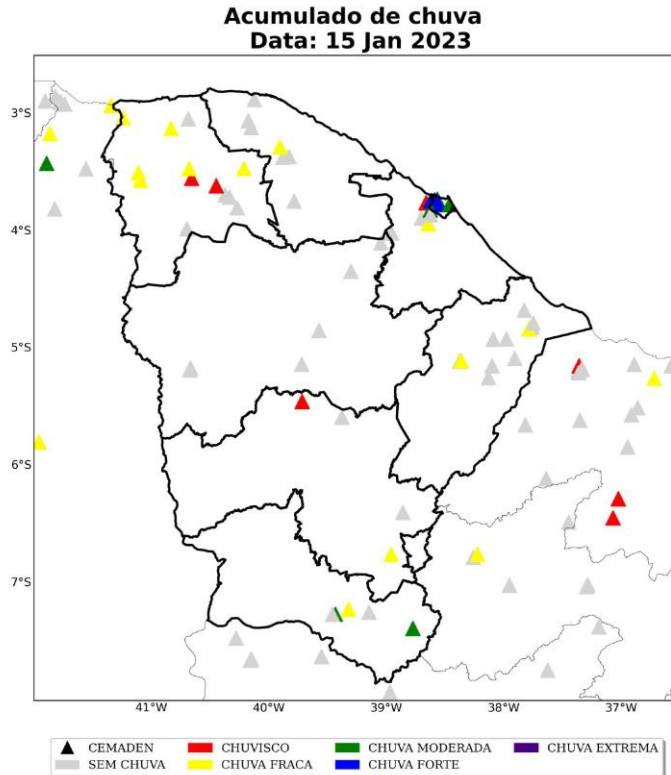 Acumulado de chuva
Data: 15 Jan 2023
3°S
4°S
5°S
6°S
7°S
41°W
40°W
39°W
38°W
37°W
CEMADEN
CHUVISCO
CHUVA MODERADA
CHUVA EXTREMA
SEM CHUVA
CHUVA FRACA
CHUVA FORTE